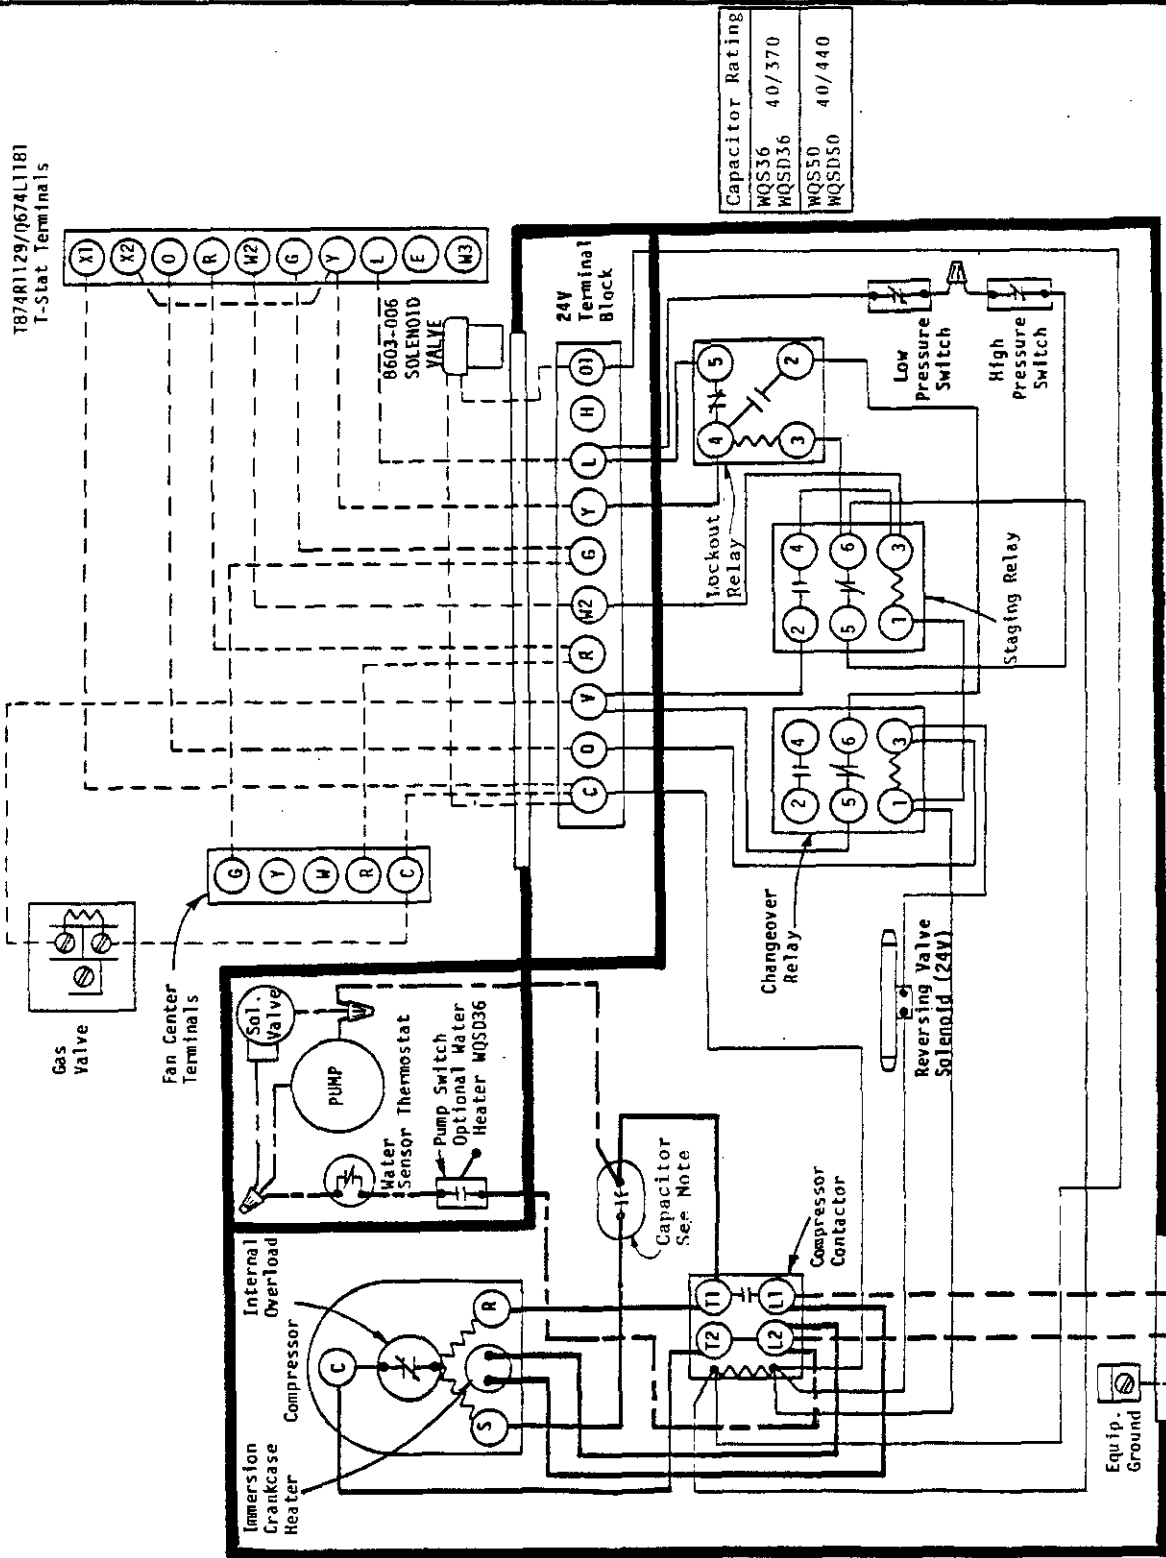 T874R1129/Q674L1181
T-Stat Terminals
X1
X2
O
R
W2
G
Y
L
E
W3
8603-006
SOLENOID
VALVE
Gas
Valve
Fan Center
Terminals
G
Y
W
R
C
24V
Terminal
Block
C
O
V
R
W2
G
Y
L
H
01
Capacitor Rating
WQS36 40/370
WQSD36
WQS50 40/440
WQSD50
Sol.
Valve
PUMP
Water
Sensor Thermostat
Pump Switch
Optional Water
Heater WQSD36
Internal
Overload
Compressor
Immersion
Crankcase
Heater
C
R
S
Capacitor
See Note
Compressor
Contactor
T1
L1
T2
L2
Equip.
Ground
Reversing Valve
Solenoid (24V)
Changeover
Relay
2
4
5
6
1
3
Staging Relay
2
4
5
6
1
3
Lockout
Relay
4
5
3
2
Low
Pressure
Switch
High
Pressure
Switch